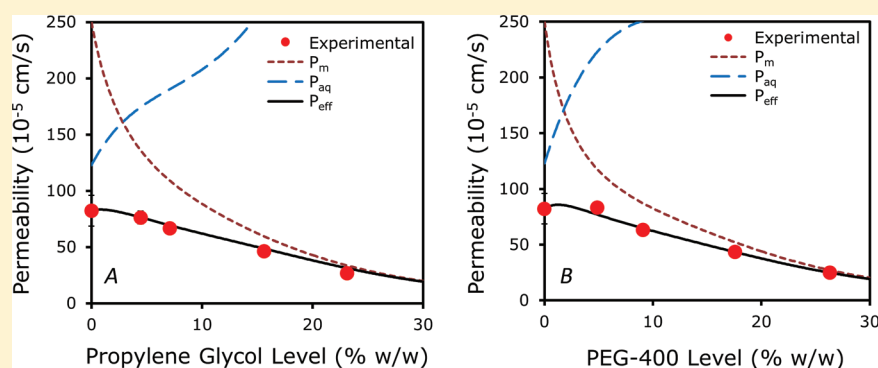 Permeability (10⁻⁵ cm/s)
250
200
150
100
50
0
0
10
20
30
Propylene Glycol Level (% w/w)
Experimental
Pm
Paq
Peff
A
Permeability (10⁻⁵ cm/s)
250
200
150
100
50
0
0
10
20
30
PEG-400 Level (% w/w)
Experimental
Pm
Paq
Peff
B